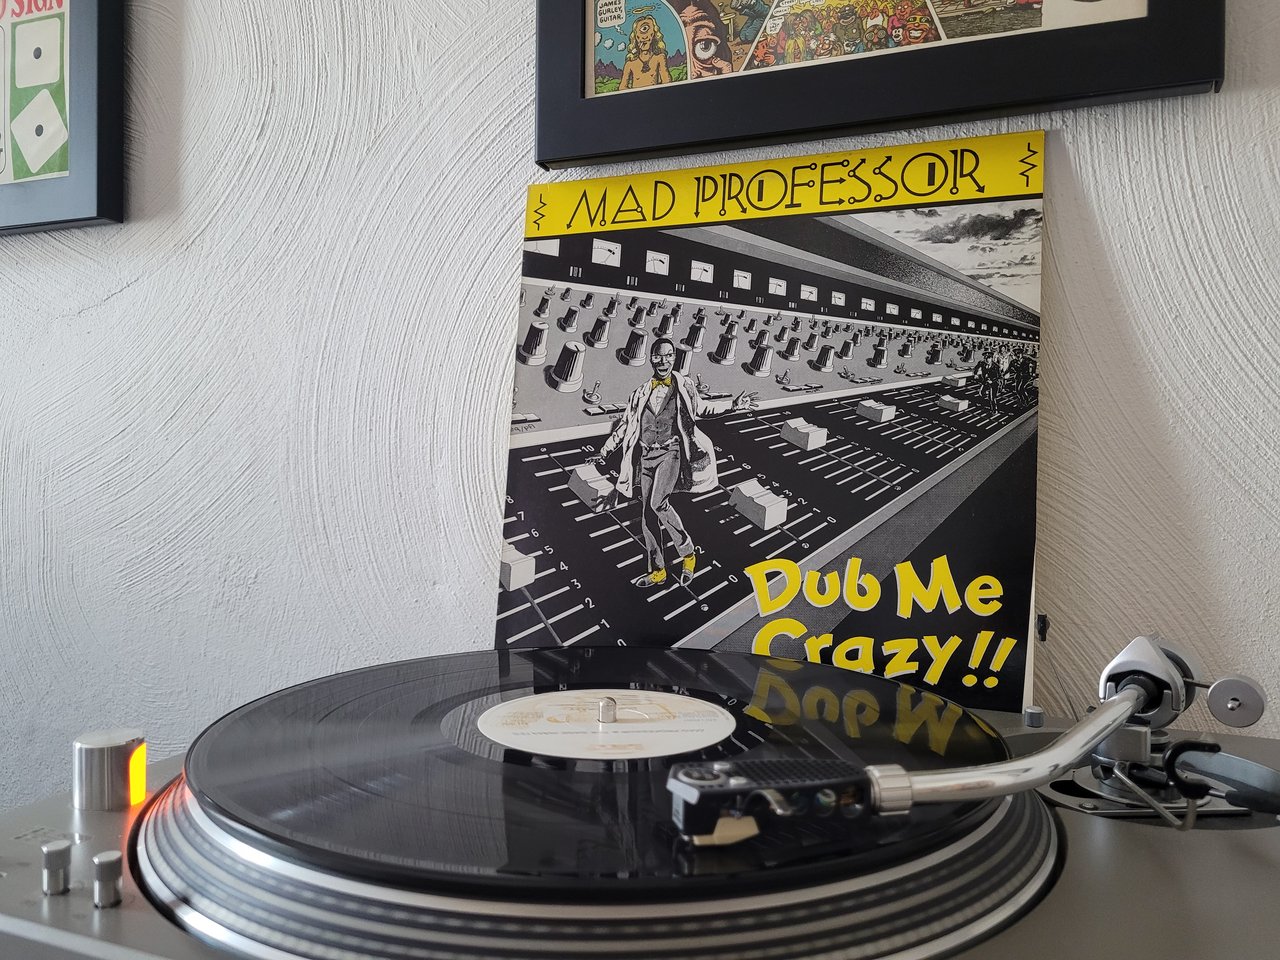 SIGN
JAMES
GURLEY,
GUITAR.
MAD PROFESSOR
Dub Me
Crazy!!